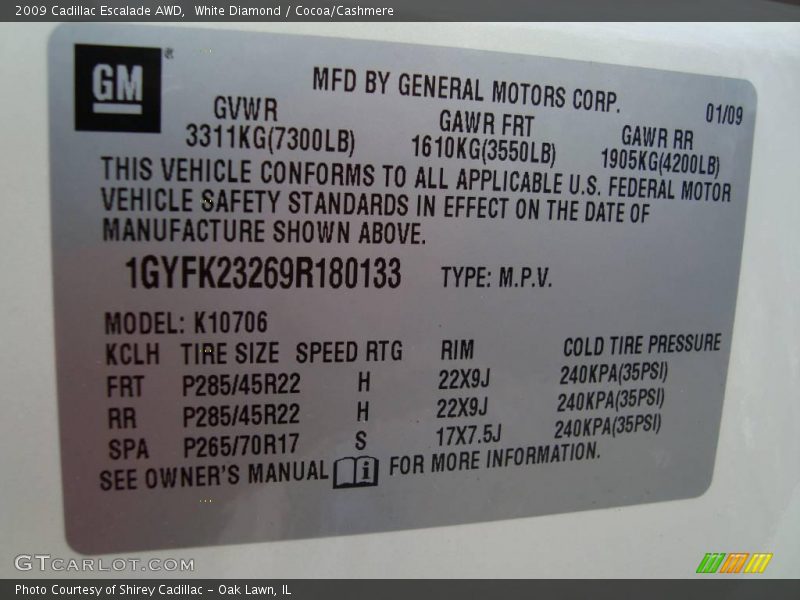 2009 Cadillac Escalade AWD, White Diamond / Cocoa/Cashmere
GM ®
MFD BY GENERAL MOTORS CORP. 01/09
GVWR GAWR FRT GAWR RR
3311KG(7300LB) 1610KG(3550LB) 1905KG(4200LB)
THIS VEHICLE CONFORMS TO ALL APPLICABLE U.S. FEDERAL MOTOR
VEHICLE SAFETY STANDARDS IN EFFECT ON THE DATE OF
MANUFACTURE SHOWN ABOVE.
1GYFK23269R180133 TYPE: M.P.V.
MODEL: K10706
KCLH TIRE SIZE SPEED RTG RIM COLD TIRE PRESSURE
FRT P285/45R22 H 22X9J 240KPA(35PSI)
RR P285/45R22 H 22X9J 240KPA(35PSI)
SPA P265/70R17 S 17X7.5J 240KPA(35PSI)
SEE OWNER'S MANUAL i FOR MORE INFORMATION.
GTcarlot.com
Photo Courtesy of Shirey Cadillac - Oak Lawn, IL